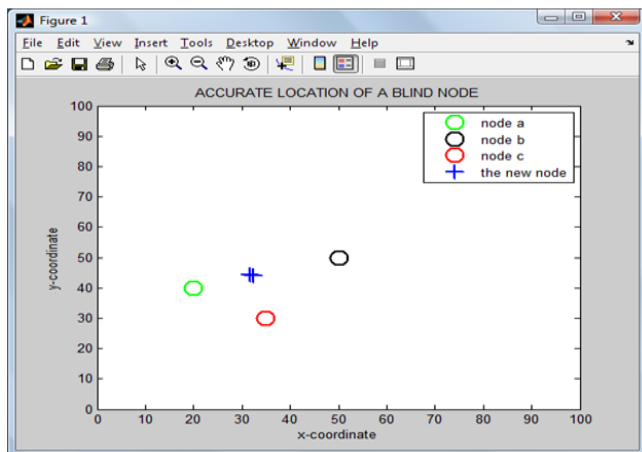 Figure 1
File Edit View Insert Tools Desktop Window Help
ACCURATE LOCATION OF A BLIND NODE
node a
node b
node c
the new node
y-coordinate
100
90
80
70
60
50
40
30
20
10
0
0 10 20 30 40 50 60 70 80 90 100
x-coordinate